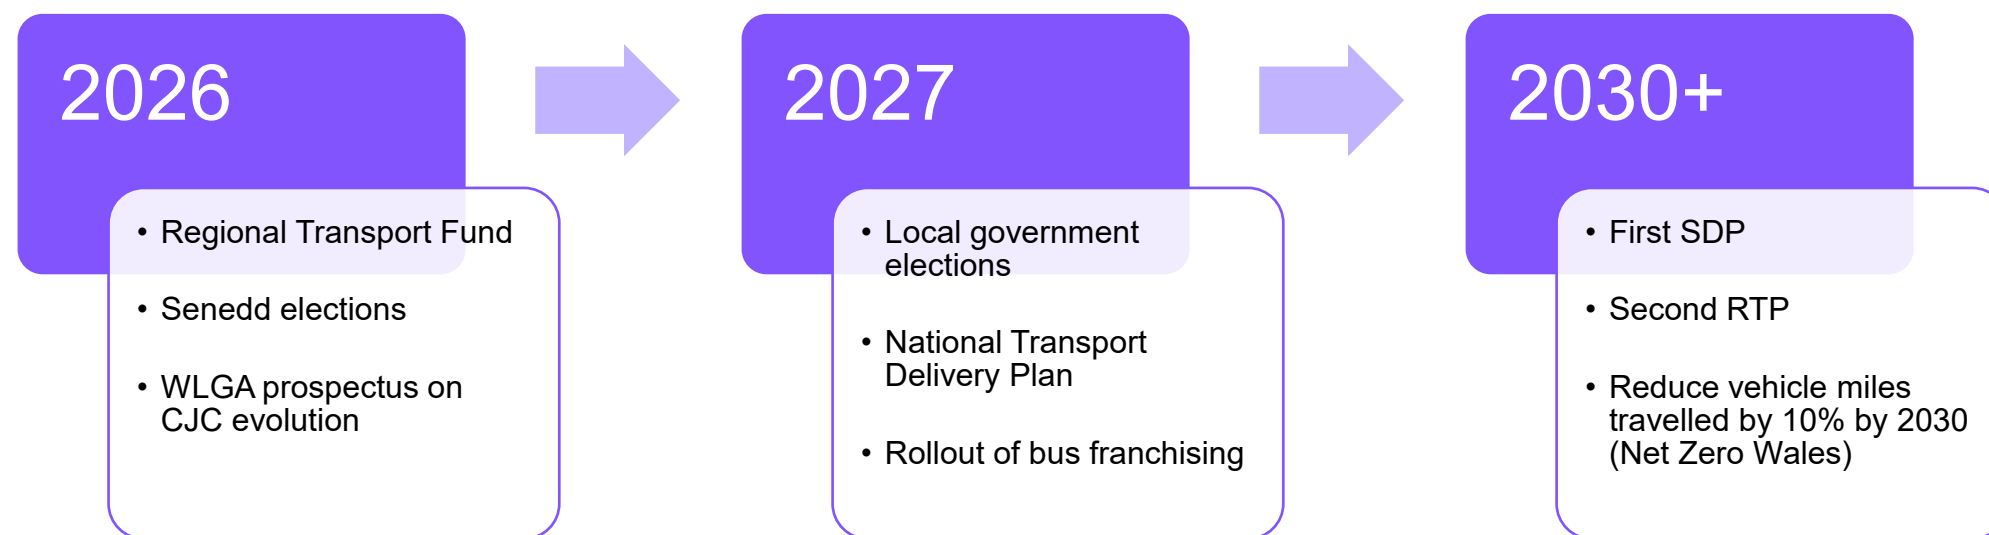 2026
• Regional Transport Fund
• Senedd elections
• WLGA prospectus on
CJC evolution
2027
• Local government
elections
• National Transport
Delivery Plan
• Rollout of bus franchising
2030+
• First SDP
• Second RTP
• Reduce vehicle miles
travelled by 10% by 2030
(Net Zero Wales)